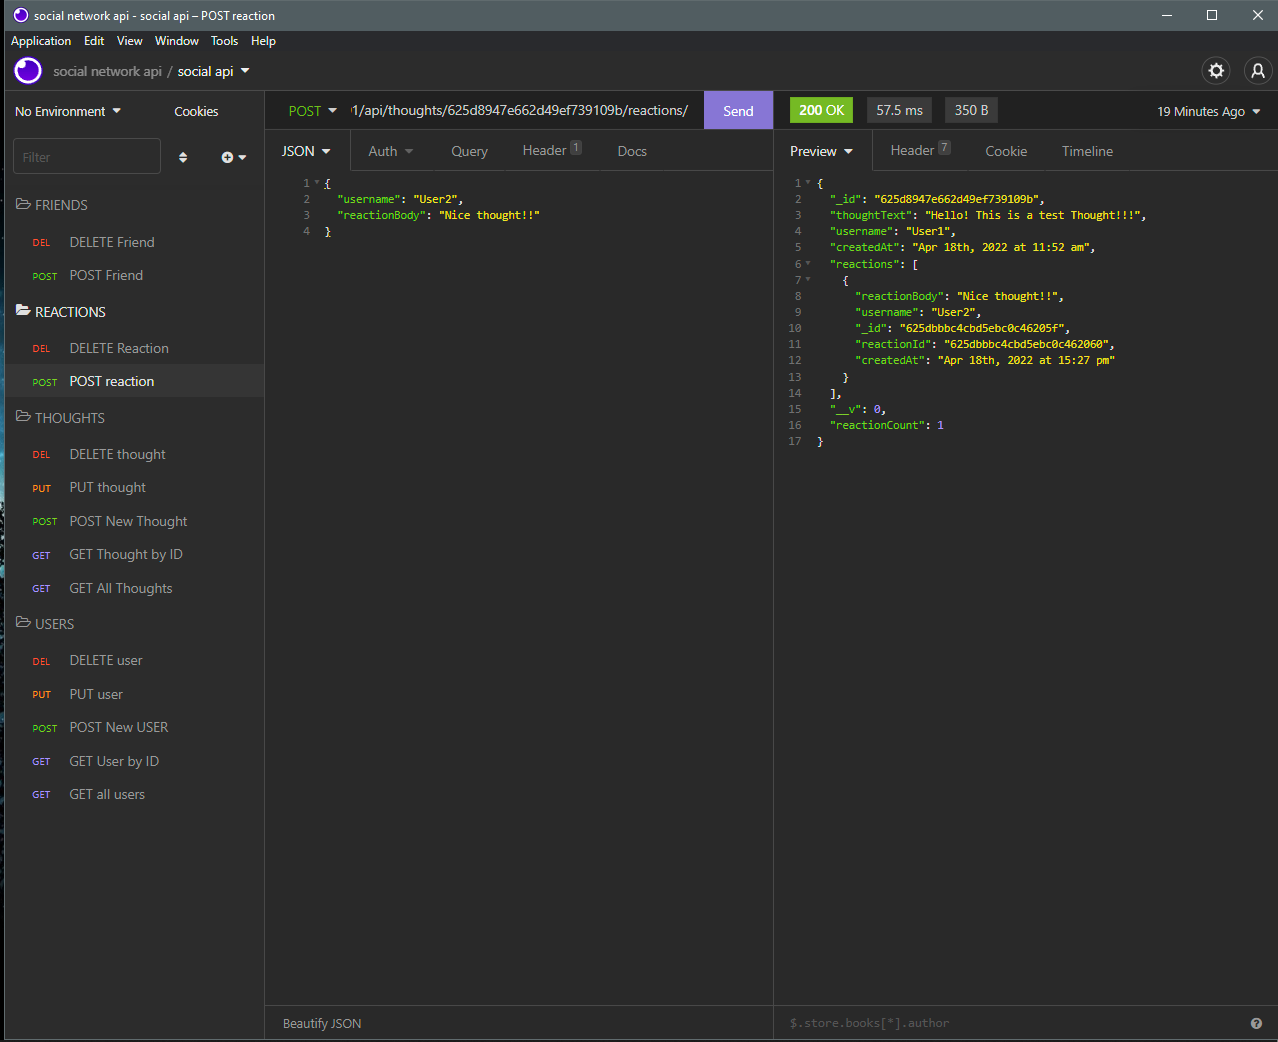 social network api - social api – POST reaction
Application Edit View Window Tools Help
social network api / social api
No Environment Cookies
Filter
FRIENDS
DEL DELETE Friend
POST POST Friend
REACTIONS
DEL DELETE Reaction
POST POST reaction
THOUGHTS
DEL DELETE thought
PUT PUT thought
POST POST New Thought
GET GET Thought by ID
GET GET All Thoughts
USERS
DEL DELETE user
PUT PUT user
POST POST New USER
GET GET User by ID
GET GET all users
POST 1/api/thoughts/625d8947e662d49ef739109b/reactions/ Send
JSON Auth Query Header 1 Docs
1 {
2 "username": "User2",
3 "reactionBody": "Nice thought!!"
4 }
Beautify JSON
200 OK 57.5 ms 350 B 19 Minutes Ago
Preview Header 7 Cookie Timeline
1 {
2 "_id": "625d8947e662d49ef739109b",
3 "thoughtText": "Hello! This is a test Thought!!!",
4 "username": "User1",
5 "createdAt": "Apr 18th, 2022 at 11:52 am",
6 "reactions": [
7 {
8 "reactionBody": "Nice thought!!",
9 "username": "User2",
10 "_id": "625dbbbc4cbd5ebc0c46205f",
11 "reactionId": "625dbbbc4cbd5ebc0c462060",
12 "createdAt": "Apr 18th, 2022 at 15:27 pm"
13 }
14 ],
15 "__v": 0,
16 "reactionCount": 1
17 }
$.store.books[*].author